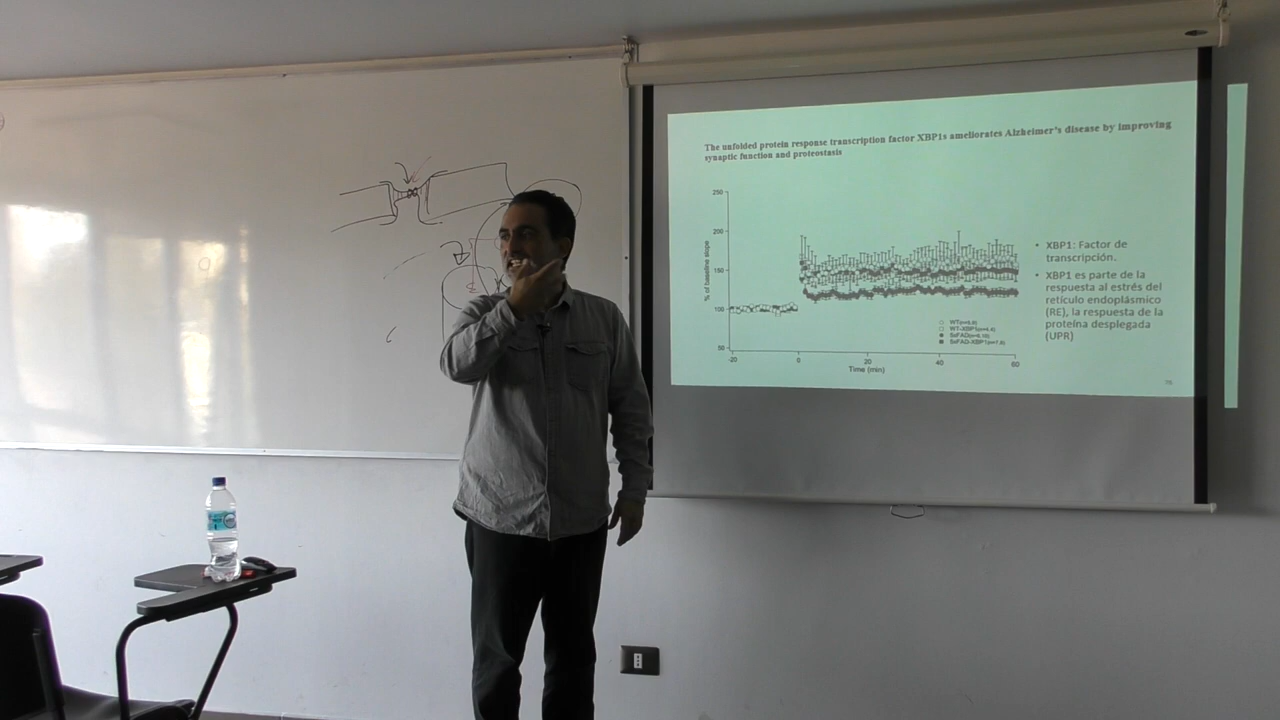 The unfolded protein response transcription factor XBP1s ameliorates Alzheimer's disease by improving
synaptic function and proteostasis
250
200
150
100
50
% of baseline slope
-20
0
20
40
60
Time (min)
• XBP1: Factor de
transcripción.
• XBP1 es parte de la
respuesta al estrés del
retículo endoplásmico
(RE), la respuesta de la
proteína desplegada
(UPR)